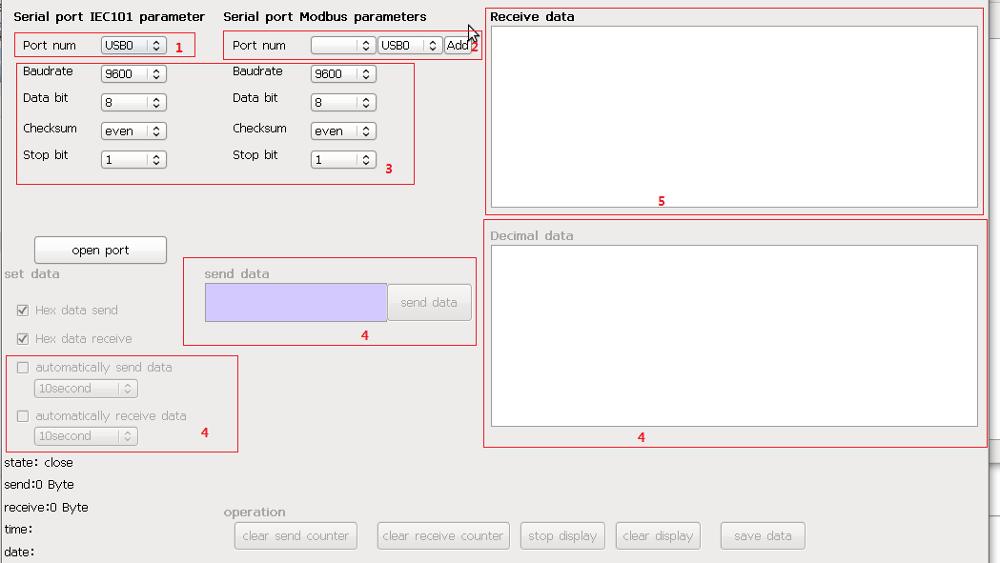 Serial port IEC101 parameter
Serial port Modbus parameters
Receive data
Port num USB0 1
Port num USB0 Add 2
Baudrate 9600
Baudrate 9600
Data bit 8
Data bit 8
Checksum even
Checksum even
Stop bit 1
Stop bit 1
3
5
open port
Decimal data
set data
send data
Hex data send
send data
Hex data receive
4
automatically send data
10second
automatically receive data
10second
4
4
state: close
send:0 Byte
receive:0 Byte
time:
date:
operation
clear send counter
clear receive counter
stop display
clear display
save data